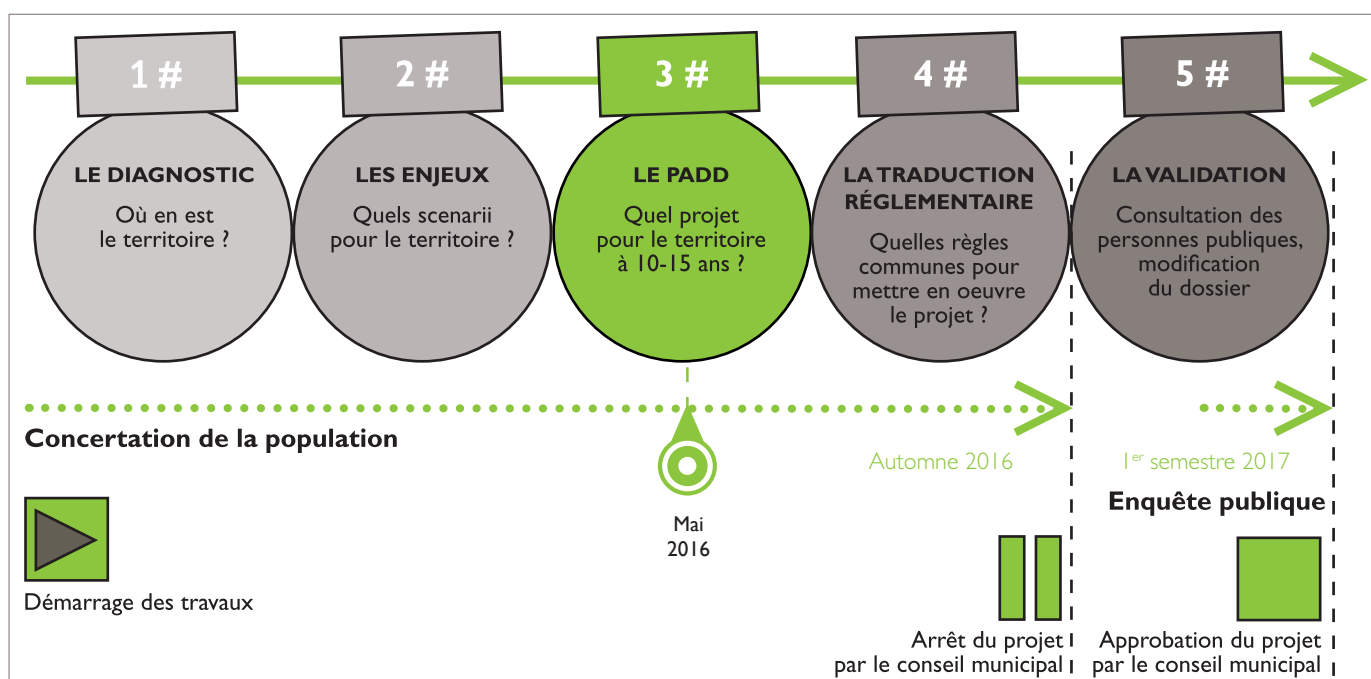 1 #
2 #
3 #
4 #
5 #
LE DIAGNOSTIC
Où en est
le territoire ?
LES ENJEUX
Quels scenarii
pour le territoire ?
LE PADD
Quel projet
pour le territoire
à 10-15 ans ?
LA TRADUCTION
RÉGLEMENTAIRE
Quelles règles
communes pour
mettre en oeuvre
le projet ?
LA VALIDATION
Consultation des
personnes publiques,
modification
du dossier
Concertation de la population
Automne 2016
1er semestre 2017
Enquête publique
Mai
2016
Démarrage des travaux
Arrêt du projet
par le conseil municipal
Approbation du projet
par le conseil municipal